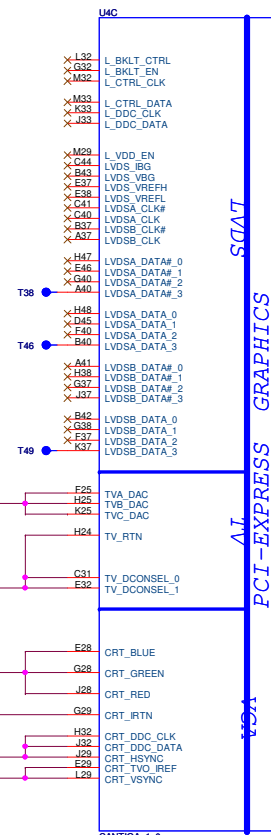 U4C
L32 L_BKLT_CTRL
G32 L_BKLT_EN
M32 L_CTRL_CLK
M33 L_CTRL_DATA
K33 L_DDC_CLK
J33 L_DDC_DATA
M29 L_VDD_EN
C44 LVDS_IBG
B43 LVDS_VBG
E37 LVDS_VREFH
E38 LVDS_VREFL
C41 LVDSA_CLK#
C40 LVDSA_CLK
B37 LVDSB_CLK#
A37 LVDSB_CLK
H47 LVDSA_DATA#_0
E46 LVDSA_DATA#_1
G40 LVDSA_DATA#_2
T38 A40 LVDSA_DATA#_3
H48 LVDSA_DATA_0
D45 LVDSA_DATA_1
F40 LVDSA_DATA_2
T46 B40 LVDSA_DATA_3
A41 LVDSB_DATA#_0
H38 LVDSB_DATA#_1
G37 LVDSB_DATA#_2
J37 LVDSB_DATA#_3
B42 LVDSB_DATA_0
G38 LVDSB_DATA_1
F37 LVDSB_DATA_2
T49 K37 LVDSB_DATA_3
LVDS
PCI-EXPRESS GRAPHICS
F25 TVA_DAC
H25 TVB_DAC
K25 TVC_DAC
H24 TV_RTN
C31 TV_DCONSEL_0
E32 TV_DCONSEL_1
TV
E28 CRT_BLUE
G28 CRT_GREEN
J28 CRT_RED
G29 CRT_IRTN
H32 CRT_DDC_CLK
J32 CRT_DDC_DATA
J29 CRT_HSYNC
E29 CRT_TVO_IREF
L29 CRT_VSYNC
VGA